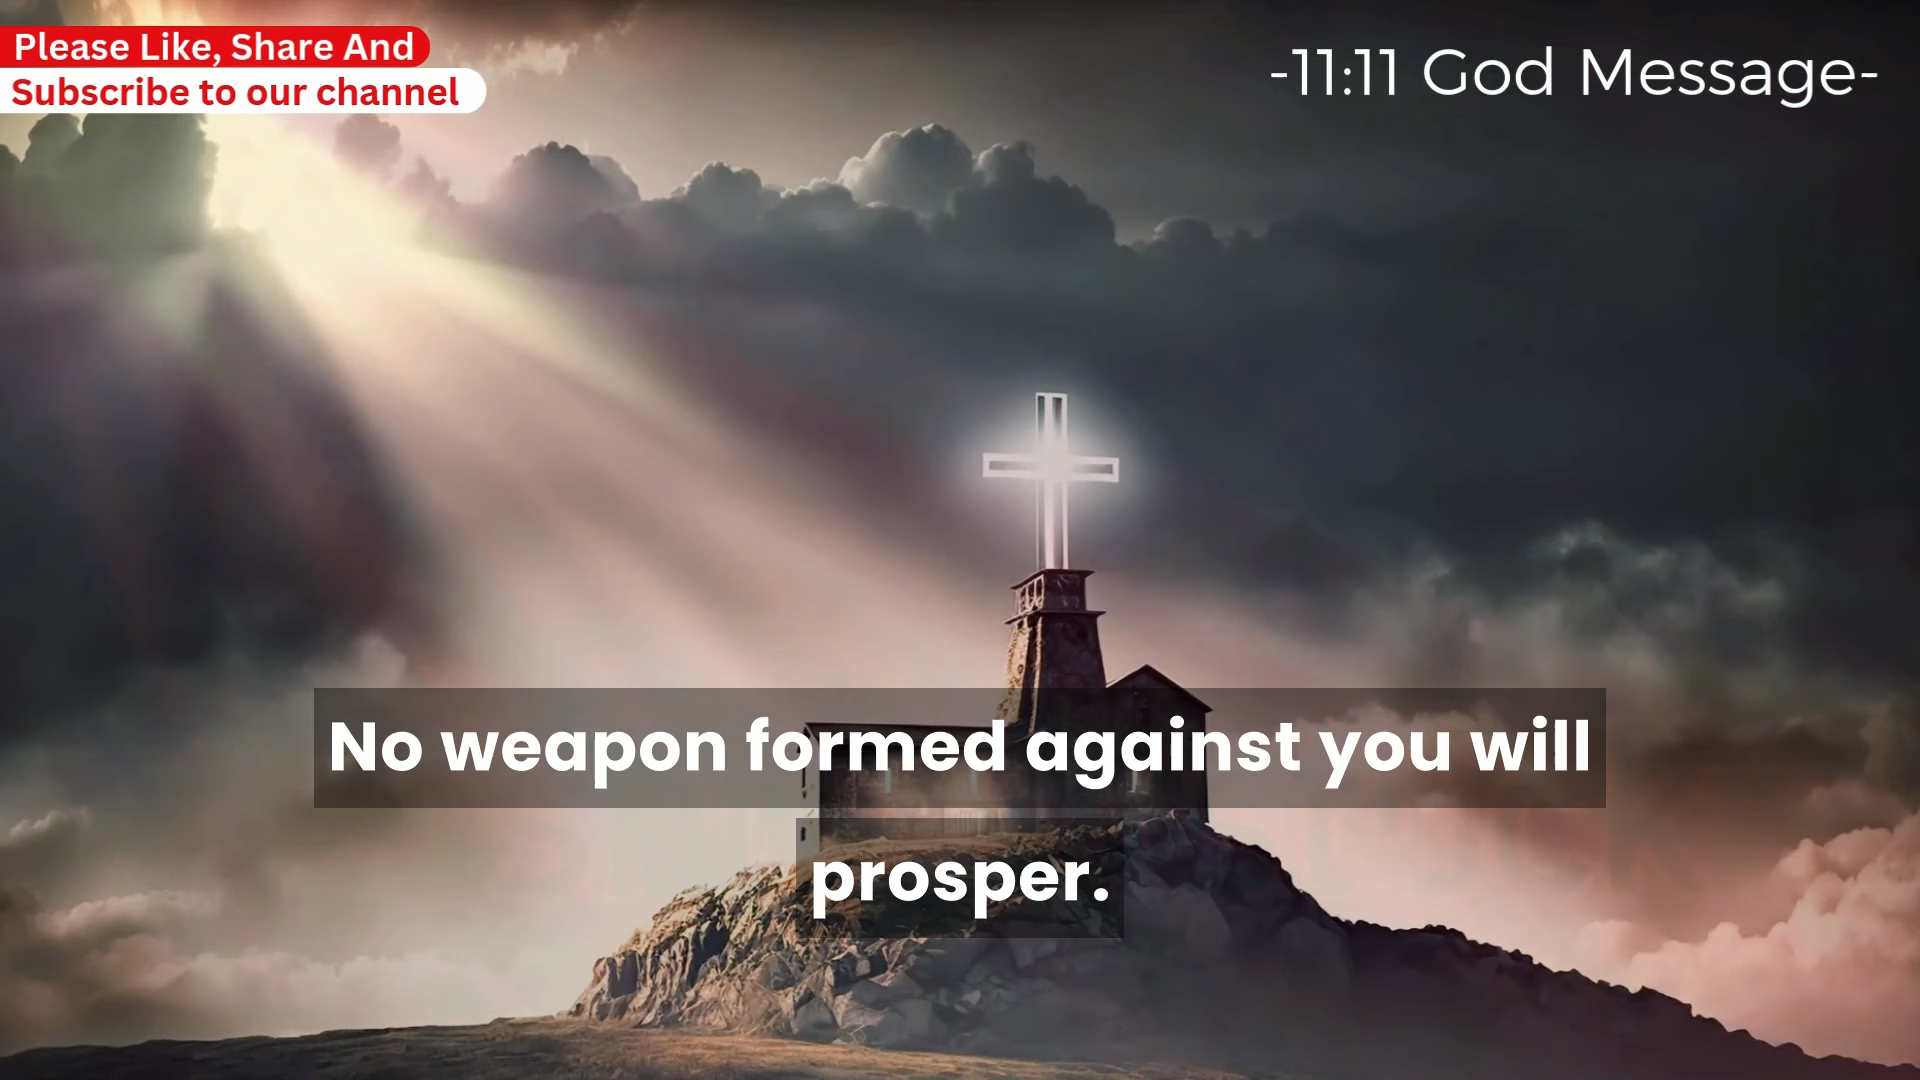 Please Like, Share And
Subscribe to our channel
-11:11 God Message-
No weapon formed against you will
prosper.